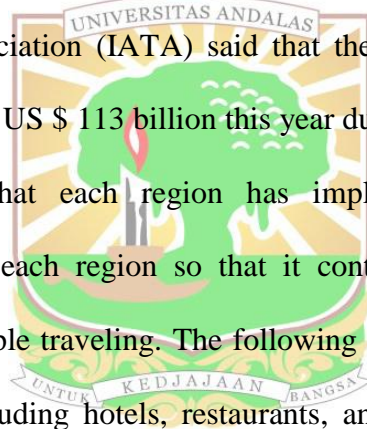 UNIVERSITAS ANDALAS
ciation (IATA) said that the
US $ 113 billion this year du
hat each region has impl
each region so that it cont
ble traveling. The following
UNTUK KEDJAJAAN BANGSA
uding hotels, restaurants, an